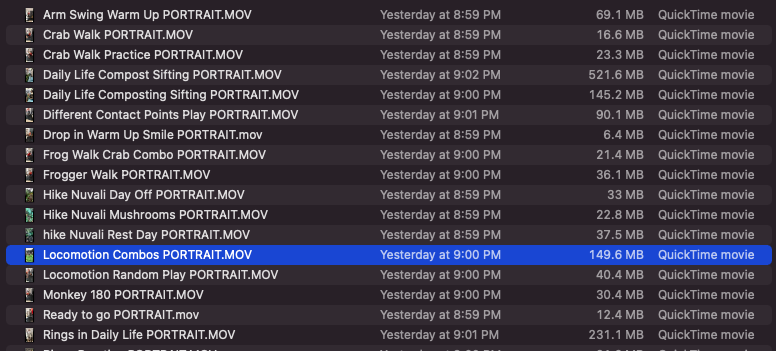 Arm Swing Warm Up PORTRAIT.MOV Yesterday at 8:59 PM 69.1 MB QuickTime movie
Crab Walk PORTRAIT.MOV Yesterday at 8:59 PM 16.6 MB QuickTime movie
Crab Walk Practice PORTRAIT.MOV Yesterday at 8:59 PM 23.3 MB QuickTime movie
Daily Life Compost Sifting PORTRAIT.MOV Yesterday at 9:02 PM 521.6 MB QuickTime movie
Daily Life Composting Sifting PORTRAIT.MOV Yesterday at 9:00 PM 145.2 MB QuickTime movie
Different Contact Points Play PORTRAIT.MOV Yesterday at 9:01 PM 90.1 MB QuickTime movie
Drop in Warm Up Smile PORTRAIT.mov Yesterday at 8:59 PM 6.4 MB QuickTime movie
Frog Walk Crab Combo PORTRAIT.MOV Yesterday at 9:00 PM 21.4 MB QuickTime movie
Frogger Walk PORTRAIT.MOV Yesterday at 9:00 PM 36.1 MB QuickTime movie
Hike Nuvali Day Off PORTRAIT.MOV Yesterday at 8:59 PM 33 MB QuickTime movie
Hike Nuvali Mushrooms PORTRAIT.MOV Yesterday at 8:59 PM 22.8 MB QuickTime movie
hike Nuvali Rest Day PORTRAIT.MOV Yesterday at 8:59 PM 37.5 MB QuickTime movie
Locomotion Combos PORTRAIT.MOV Yesterday at 9:00 PM 149.6 MB QuickTime movie
Locomotion Random Play PORTRAIT.MOV Yesterday at 9:00 PM 40.4 MB QuickTime movie
Monkey 180 PORTRAIT.MOV Yesterday at 9:00 PM 30.4 MB QuickTime movie
Ready to go PORTRAIT.mov Yesterday at 8:59 PM 12.4 MB QuickTime movie
Rings in Daily Life PORTRAIT.MOV Yesterday at 9:01 PM 231.1 MB QuickTime movie